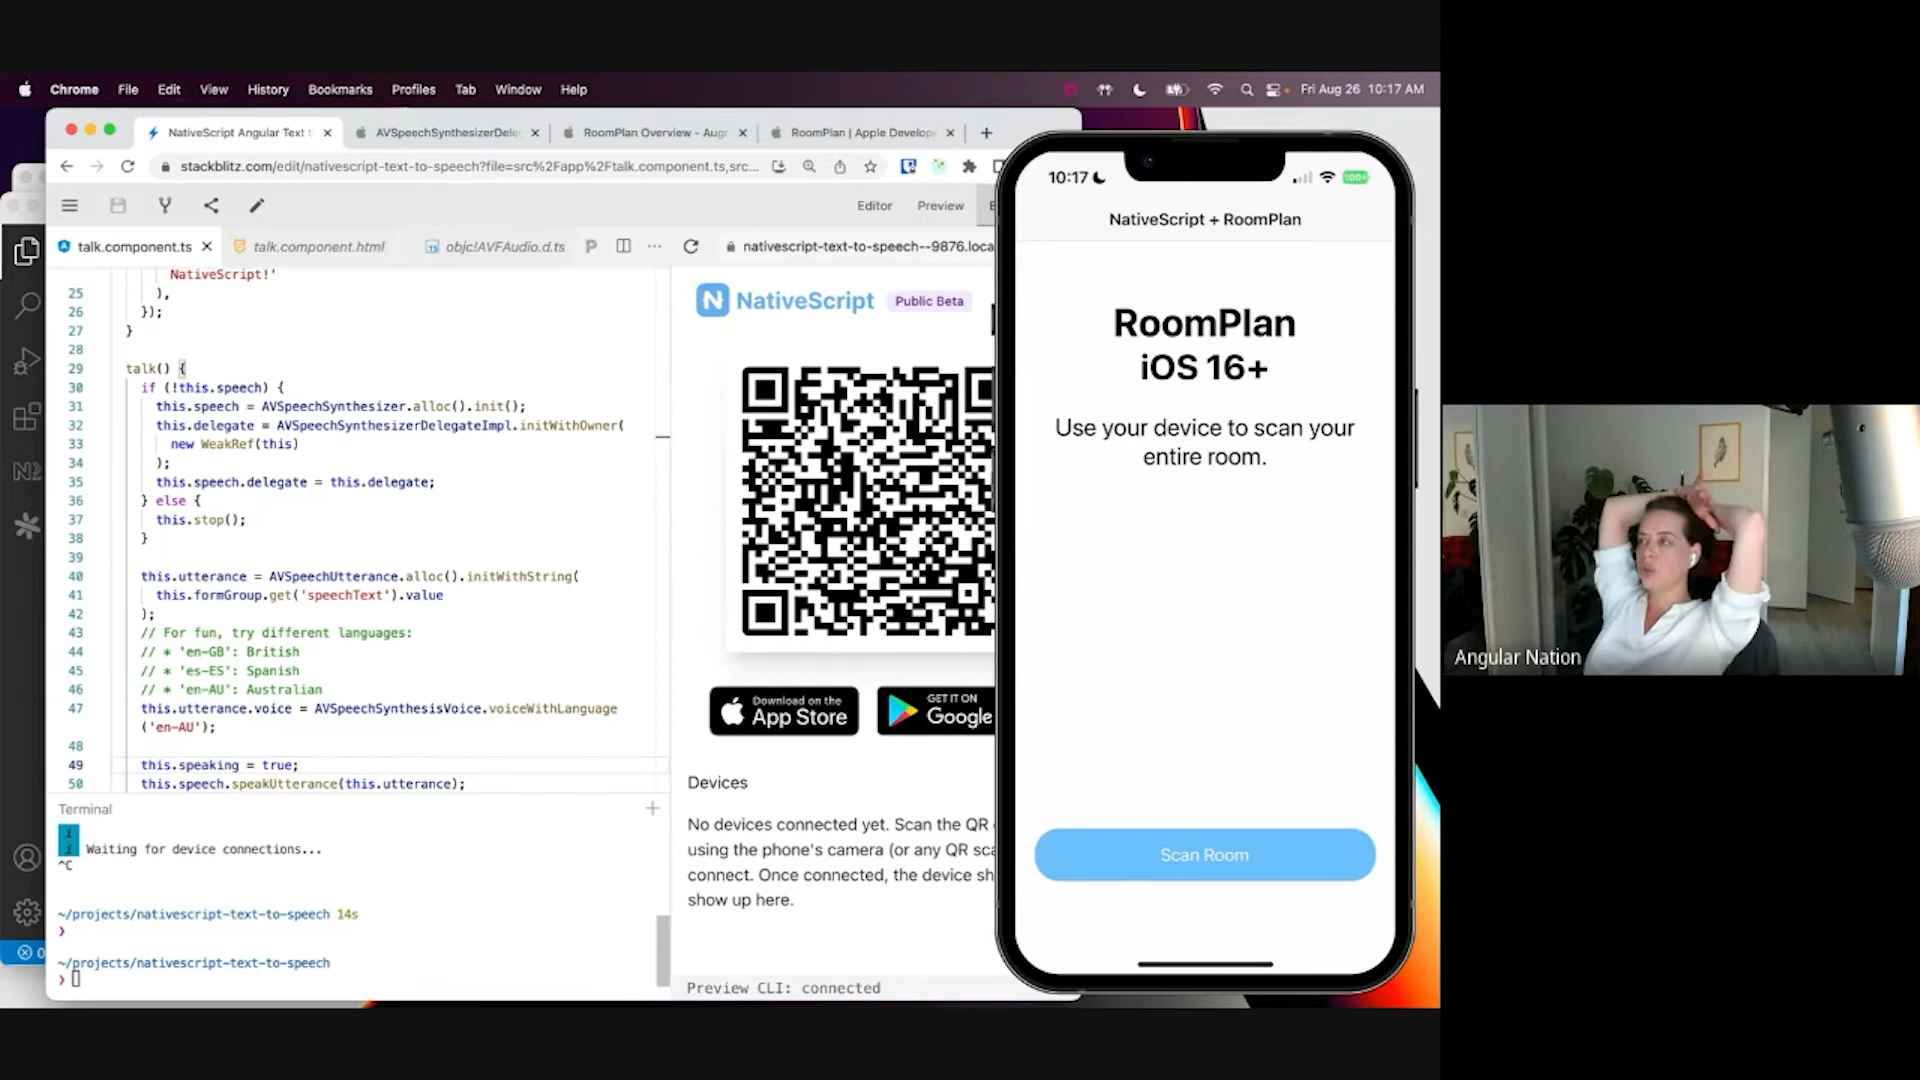 Chrome File Edit View History Bookmarks Profiles Tab Window Help
Fri Aug 26 10:17 AM
NativeScript Angular Text t
AVSpeechSynthesizerDeleg
RoomPlan Overview - Augm
RoomPlan | Apple Develope
stackblitz.com/edit/nativescript-text-to-speech?file=src%2Fapp%2Ftalk.component.ts,src...
Editor Preview E
talk.component.ts
talk.component.html
objc!AVFAudio.d.ts
nativescript-text-to-speech--9876.loca
NativeScript!'
25 ),
26 });
27 }
28
29 talk() {
30 if (!this.speech) {
31 this.speech = AVSpeechSynthesizer.alloc().init();
32 this.delegate = AVSpeechSynthesizerDelegateImpl.initWithOwner(
33 new WeakRef(this)
34 );
35 this.speech.delegate = this.delegate;
36 } else {
37 this.stop();
38 }
39
40 this.utterance = AVSpeechUtterance.alloc().initWithString(
41 this.formGroup.get('speechText').value
42 );
43 // For fun, try different languages:
44 // * 'en-GB': British
45 // * 'es-ES': Spanish
46 // * 'en-AU': Australian
47 this.utterance.voice = AVSpeechSynthesisVoice.voiceWithLanguage
('en-AU');
48
49 this.speaking = true;
50 this.speech.speakUtterance(this.utterance);
Terminal
i
i Waiting for device connections...
^C
~/projects/nativescript-text-to-speech 14s
❯
~/projects/nativescript-text-to-speech
❯
NativeScript Public Beta
Download on the
App Store
GET IT ON
Google
Devices
No devices connected yet. Scan the QR
using the phone's camera (or any QR sca
connect. Once connected, the device sh
show up here.
Preview CLI: connected
10:17
100+
NativeScript + RoomPlan
RoomPlan
iOS 16+
Use your device to scan your
entire room.
Scan Room
Angular Nation